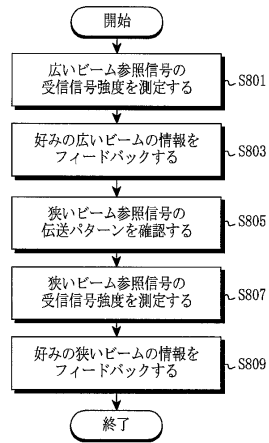 開始
広いビーム参照信号の
受信信号強度を測定する
S801
好みの広いビームの情報を
フィードバックする
S803
狭いビーム参照信号の
伝送パターンを確認する
S805
狭いビーム参照信号の
受信信号強度を測定する
S807
好みの狭いビームの情報を
フィードバックする
S809
終了